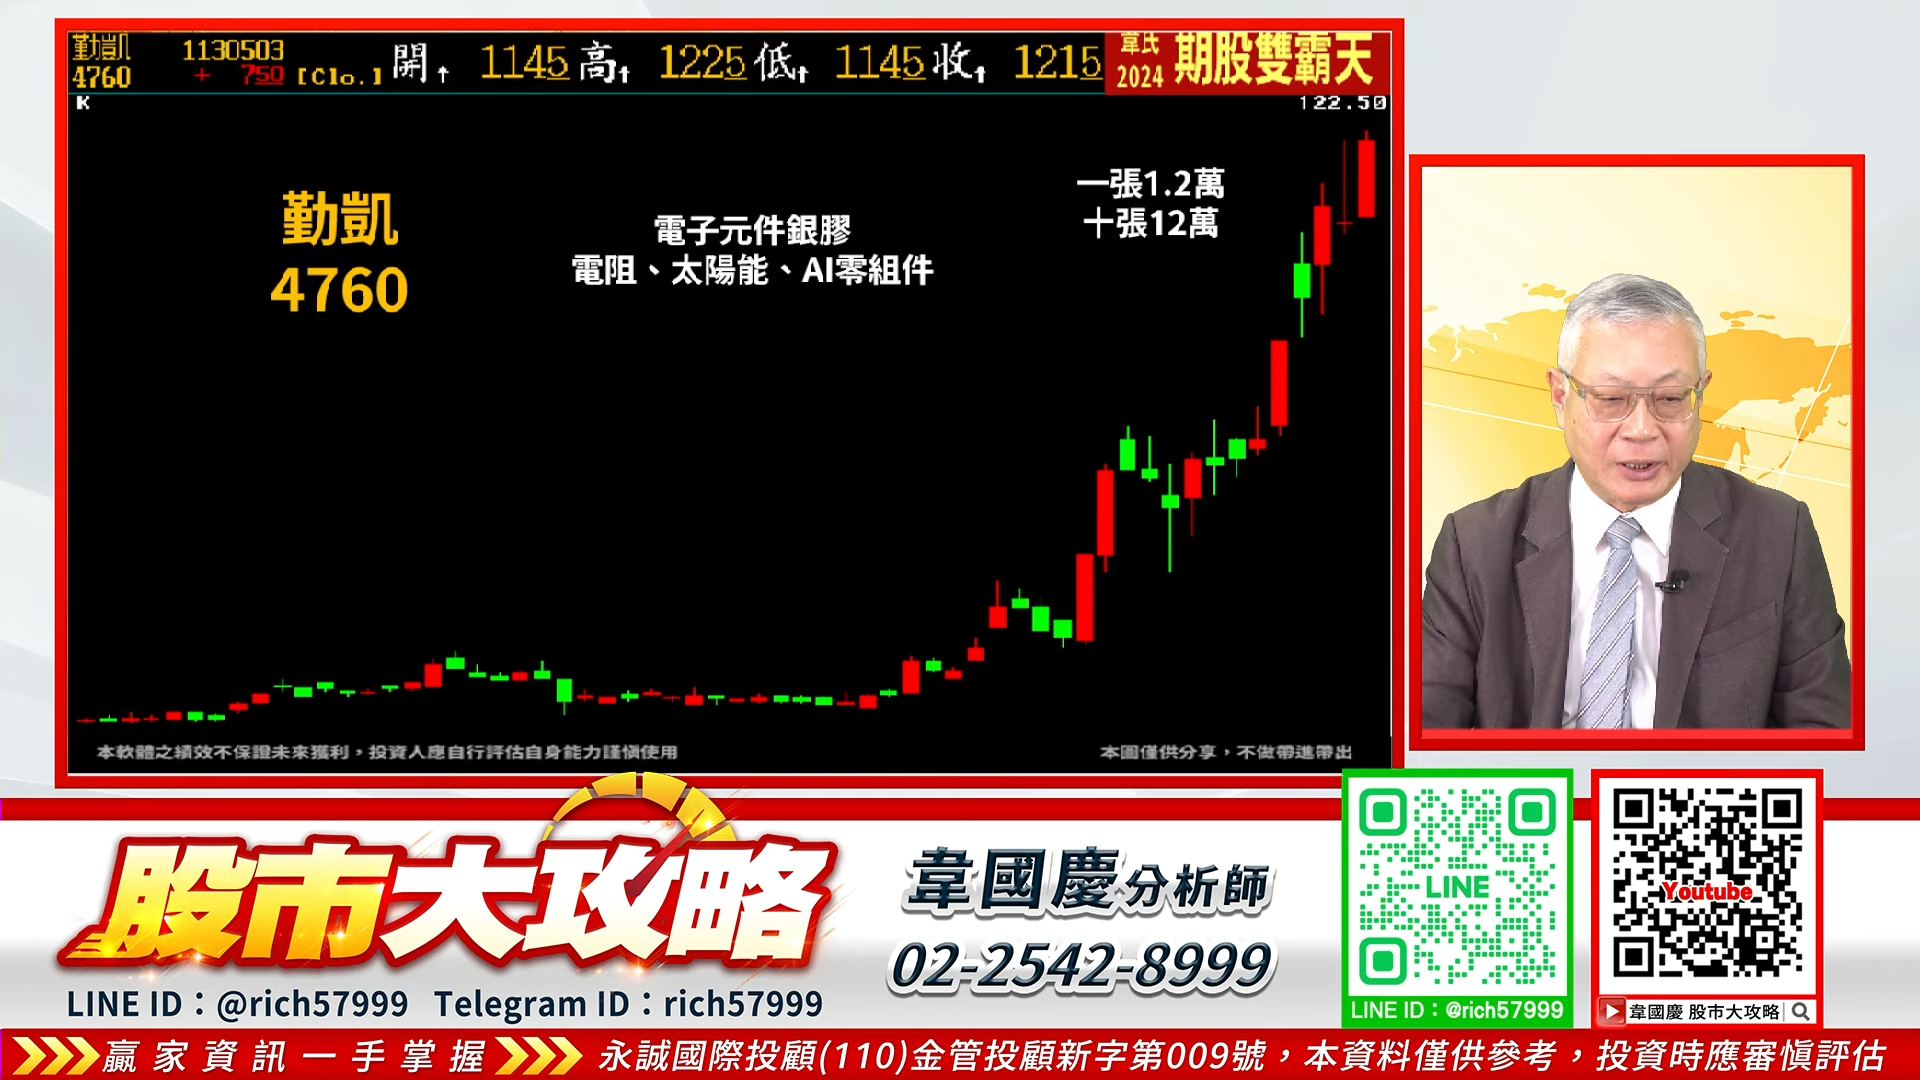 勤凱 1130503 開↑ 1145 高↑ 1225 低↑ 1145 收↑ 1215
4760 + 750 [Clo.]
韋氏
2024 期股雙霸天
K
122.50
勤凱
4760
電子元件銀膠
電阻、太陽能、AI零組件
一張1.2萬
十張12萬
本軟體之績效不保證未來獲利，投資人應自行評估自身能力謹慎使用
本圖僅供分享，不做帶進帶出
股市大攻略
LINE ID：@rich57999 Telegram ID：rich57999
韋國慶分析師
02-2542-8999
LINE
LINE ID：@rich57999
Youtube
韋國慶 股市大攻略
贏家資訊一手掌握
永誠國際投顧(110)金管投顧新字第009號，本資料僅供參考，投資時應審慎評估